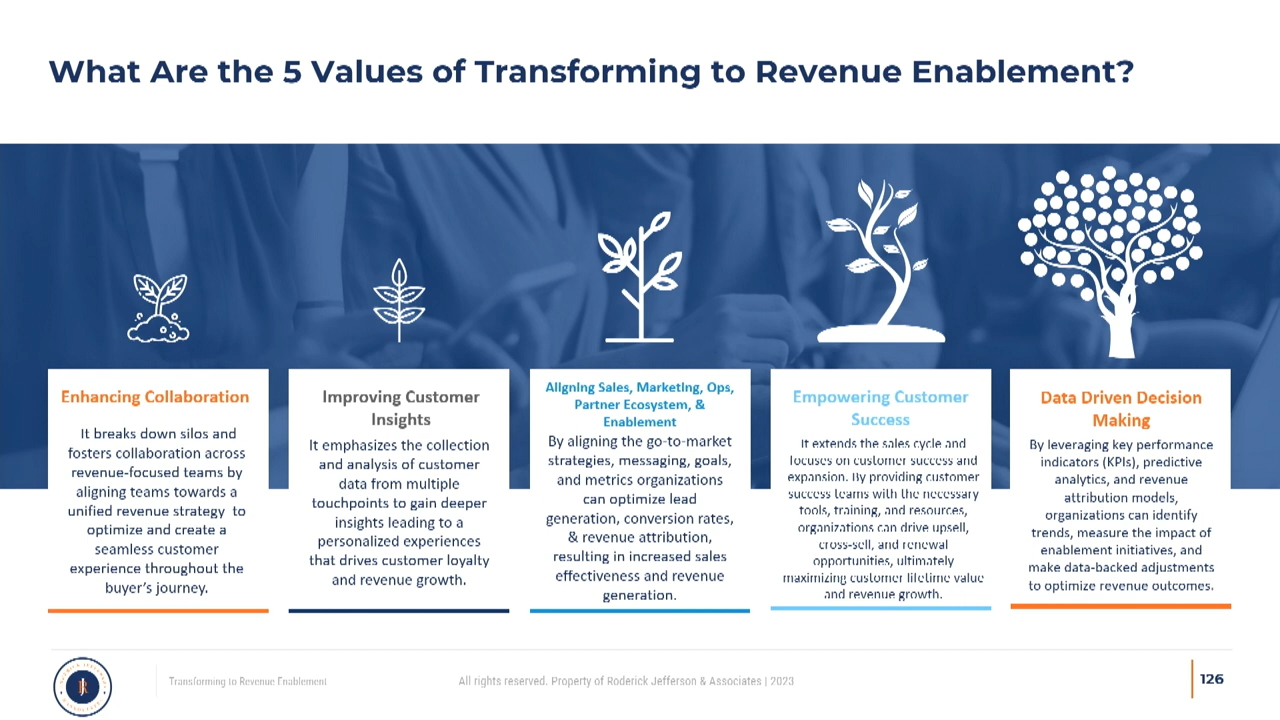 What Are the 5 Values of Transforming to Revenue Enablement?
Enhancing Collaboration
It breaks down silos and
fosters collaboration across
revenue-focused teams by
aligning teams towards a
unified revenue strategy to
optimize and create a
seamless customer
experience throughout the
buyer's journey.
Improving Customer
Insights
It emphasizes the collection
and analysis of customer
data from multiple
touchpoints to gain deeper
insights leading to a
personalized experiences
that drives customer loyalty
and revenue growth.
Aligning Sales, Marketing, Ops,
Partner Ecosystem, &
Enablement
By aligning the go-to-market
strategies, messaging, goals,
and metrics organizations
can optimize lead
generation, conversion rates,
& revenue attribution,
resulting in increased sales
effectiveness and revenue
generation.
Empowering Customer
Success
It extends the sales cycle and
focuses on customer success and
expansion. By providing customer
success teams with the necessary
tools, training, and resources,
organizations can drive upsell,
cross-sell, and renewal
opportunities, ultimately
maximizing customer lifetime value
and revenue growth.
Data Driven Decision
Making
By leveraging key performance
indicators (KPIs), predictive
analytics, and revenue
attribution models,
organizations can identify
trends, measure the impact of
enablement initiatives, and
make data-backed adjustments
to optimize revenue outcomes.
Transforming to Revenue Enablement
All rights reserved. Property of Roderick Jefferson & Associates | 2023
126